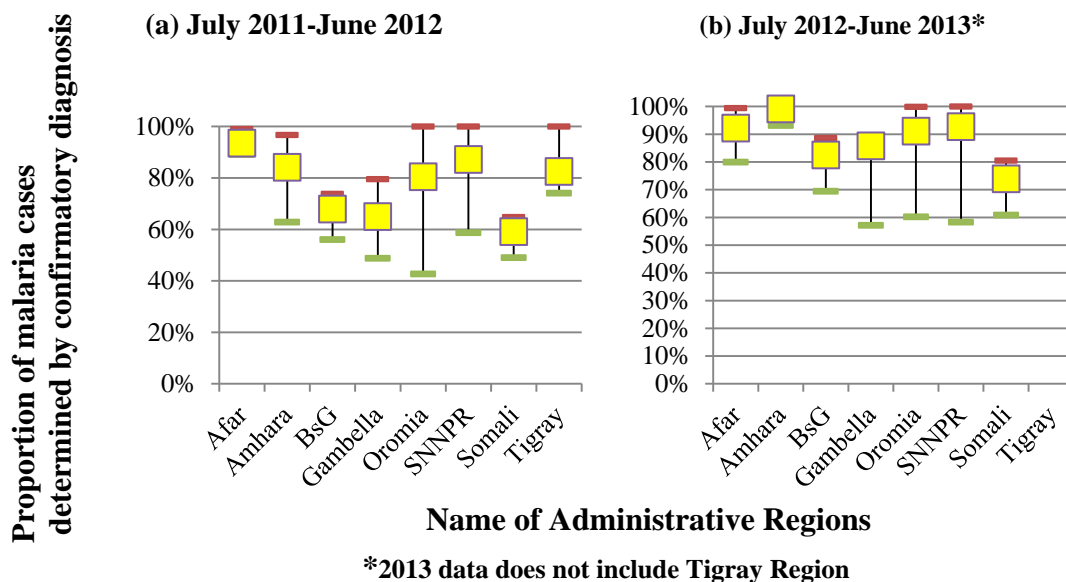 (a) July 2011-June 2012
(b) July 2012-June 2013*
Proportion of malaria cases
determined by confirmatory diagnosis
100%
80%
60%
40%
20%
0%
Afar
Amhara
BsG
Gambella
Oromia
SNNPR
Somali
Tigray
100%
90%
80%
70%
60%
50%
40%
30%
20%
10%
0%
Afar
Amhara
BsG
Gambella
Oromia
SNNPR
Somali
Tigray
Name of Administrative Regions
*2013 data does not include Tigray Region